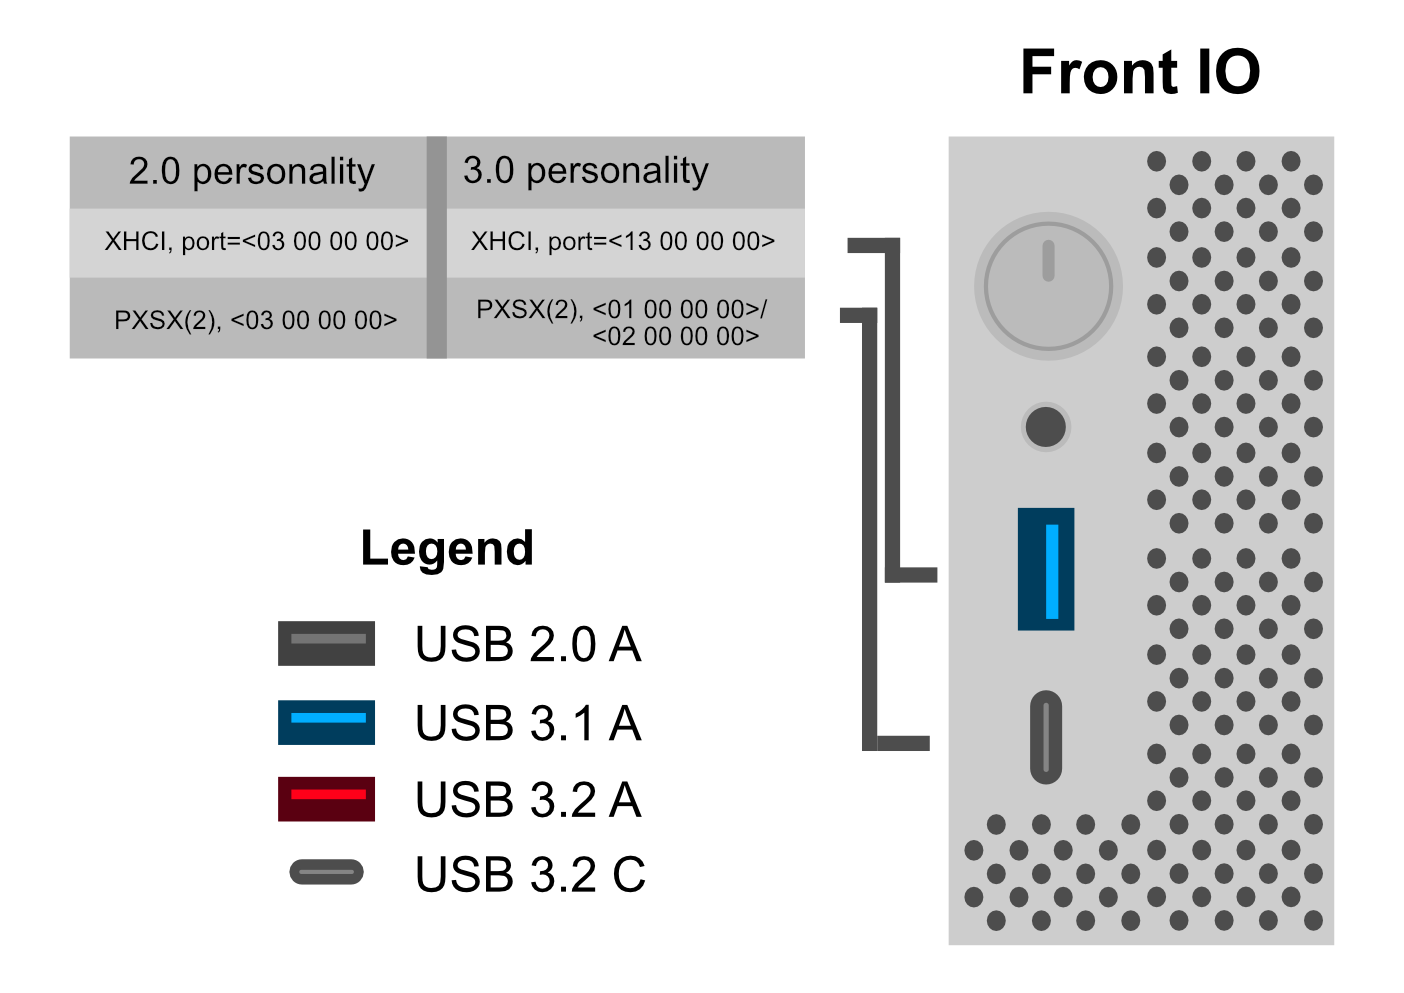 Front IO
2.0 personality
3.0 personality
XHCI, port=<03 00 00 00>
XHCI, port=<13 00 00 00>
PXSX(2), <03 00 00 00>
PXSX(2), <01 00 00 00>/
<02 00 00 00>
Legend
USB 2.0 A
USB 3.1 A
USB 3.2 A
USB 3.2 C